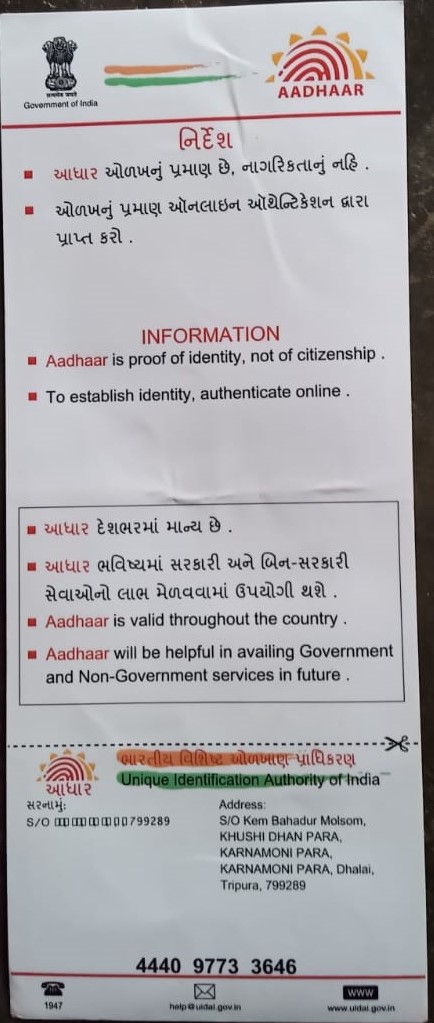 सत्यमेव जयते
Government of India
AADHAAR
નિર્દેશ
આધાર ઓળખનું પ્રમાણ છે, નાગરિકતાનું નહિ .
ઓળખનું પ્રમાણ ઑનલાઇન ઑથેન્ટિકેશન દ્વારા
પ્રાપ્ત કરો .
INFORMATION
Aadhaar is proof of identity, not of citizenship .
To establish identity, authenticate online .
આધાર દેશભરમાં માન્ય છે .
આધાર ભવિષ્યમાં સરકારી અને બિન-સરકારી
સેવાઓનો લાભ મેળવવામાં ઉપયોગી થશે .
Aadhaar is valid throughout the country .
Aadhaar will be helpful in availing Government
and Non-Government services in future .
ભારતીય વિશિષ્ટ ઓળખાણ પ્રાધિકરણ
Unique Identification Authority of India
આધાર
સરનામું:
S/O 799289
Address:
S/O Kem Bahadur Molsom,
KHUSHI DHAN PARA,
KARNAMONI PARA,
KARNAMONI PARA, Dhalai,
Tripura, 799289
4440 9773 3646
1947
help@uidai.gov.in
WWW
www.uidai.gov.in